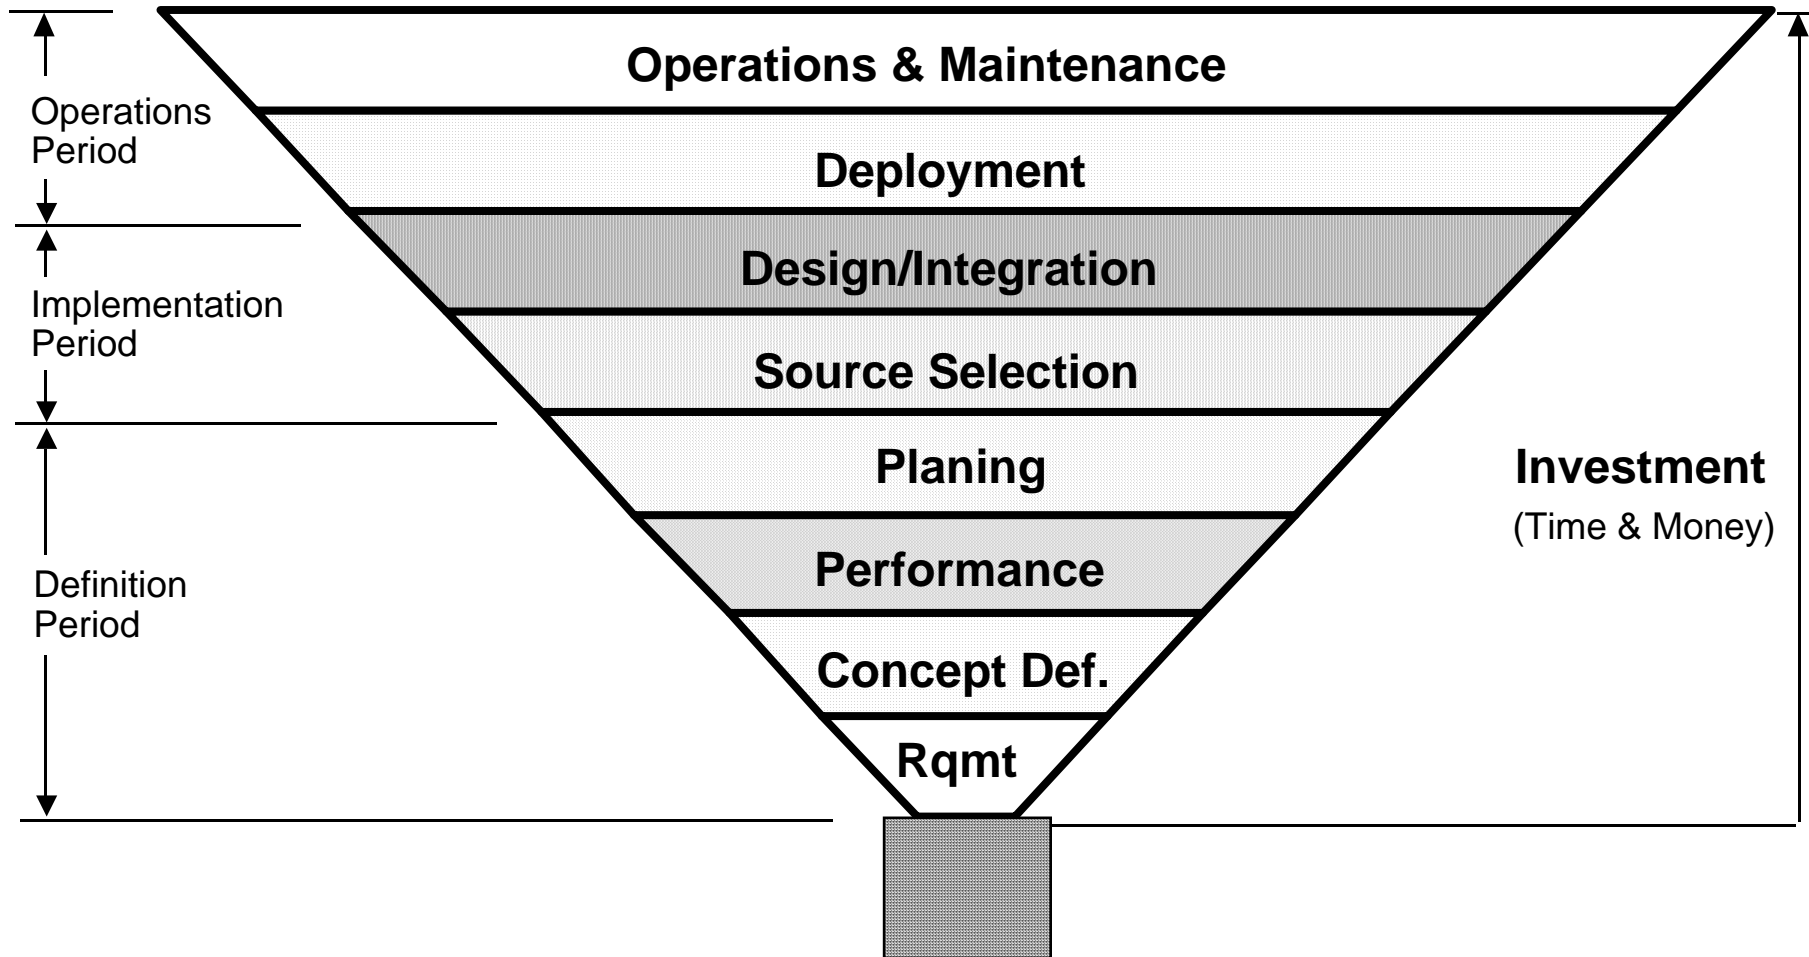 Operations & Maintenance
Operations
Period
Deployment
Design/Integration
Implementation
Period
Source Selection
Planing
Investment
(Time & Money)
Performance
Definition
Period
Concept Def.
Rqmt